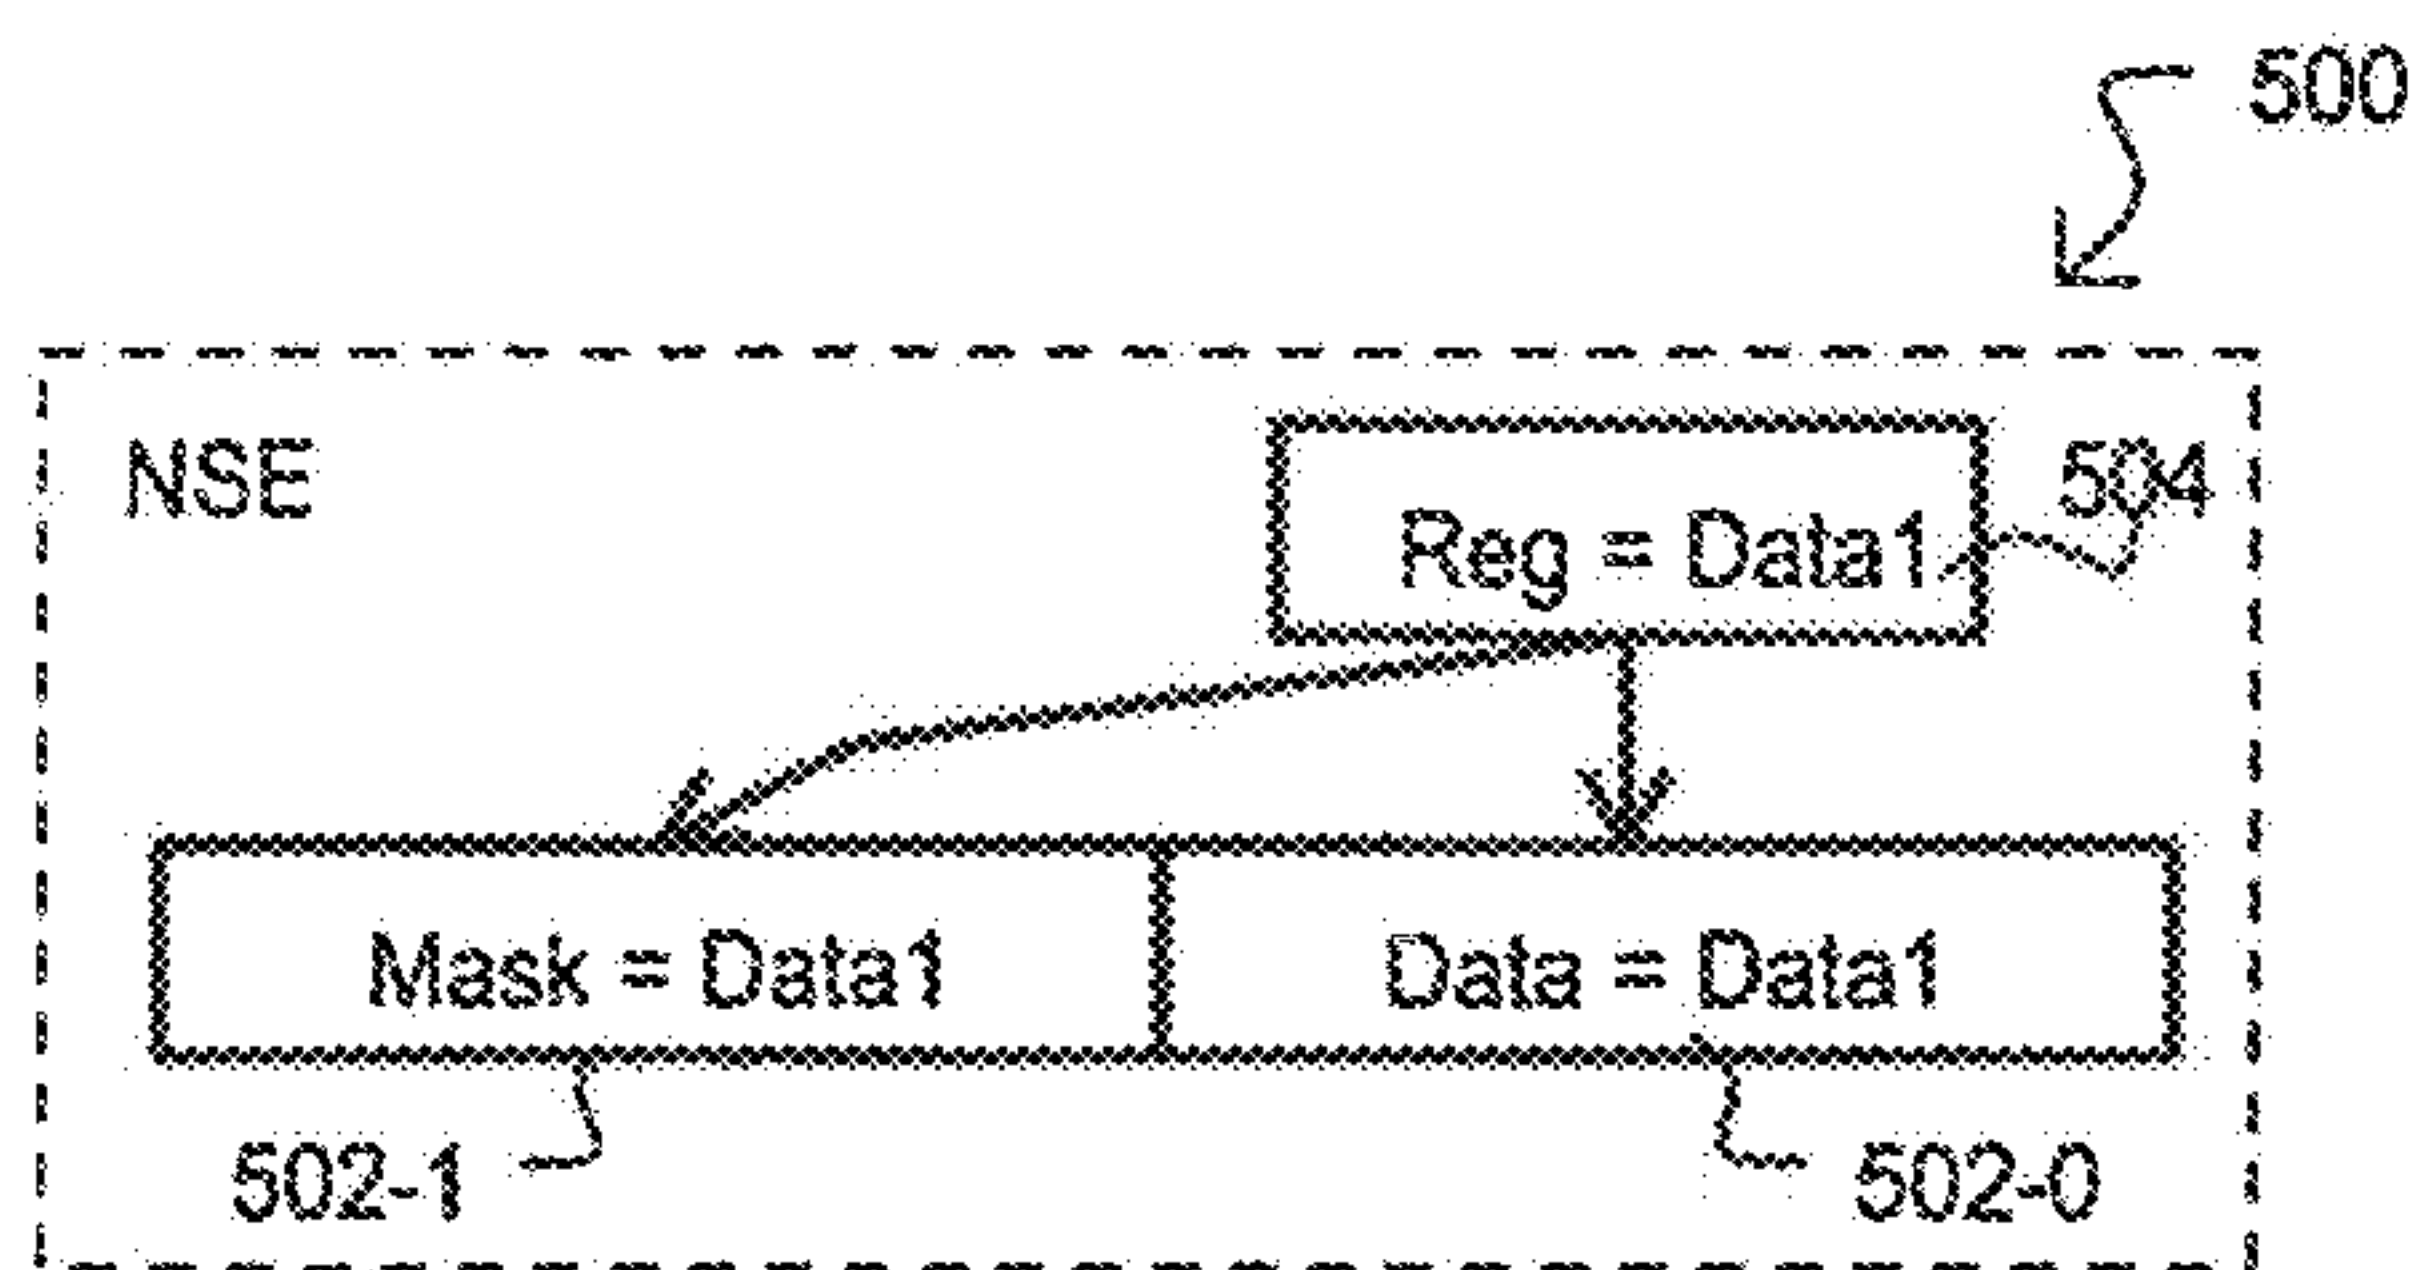 500
NSE
504
Reg = Data1
Mask = Data1
Data = Data1
502-1
502-0